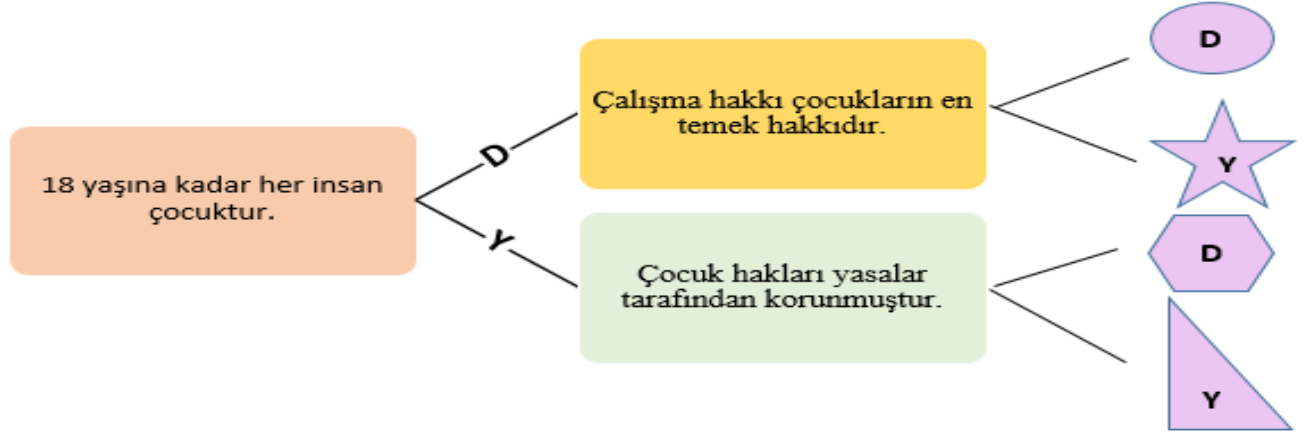 18 yaşına kadar her insan
çocuktur.
D
Y
Çalışma hakkı çocukların en
temek hakkıdır.
Çocuk hakları yasalar
tarafından korunmuştur.
D
Y
D
Y